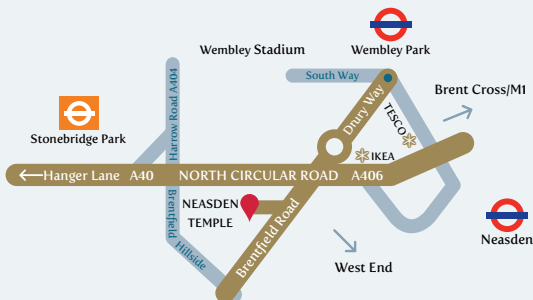 Wembley Stadium
Wembley Park
South Way
Brent Cross/M1
Harrow Road A404
Drury Way
TESCO
Stonebridge Park
IKEA
Hanger Lane A40
NORTH CIRCULAR ROAD A406
NEASDEN
TEMPLE
Brentfield
Brentfield Road
Neasden
Hillside
West End